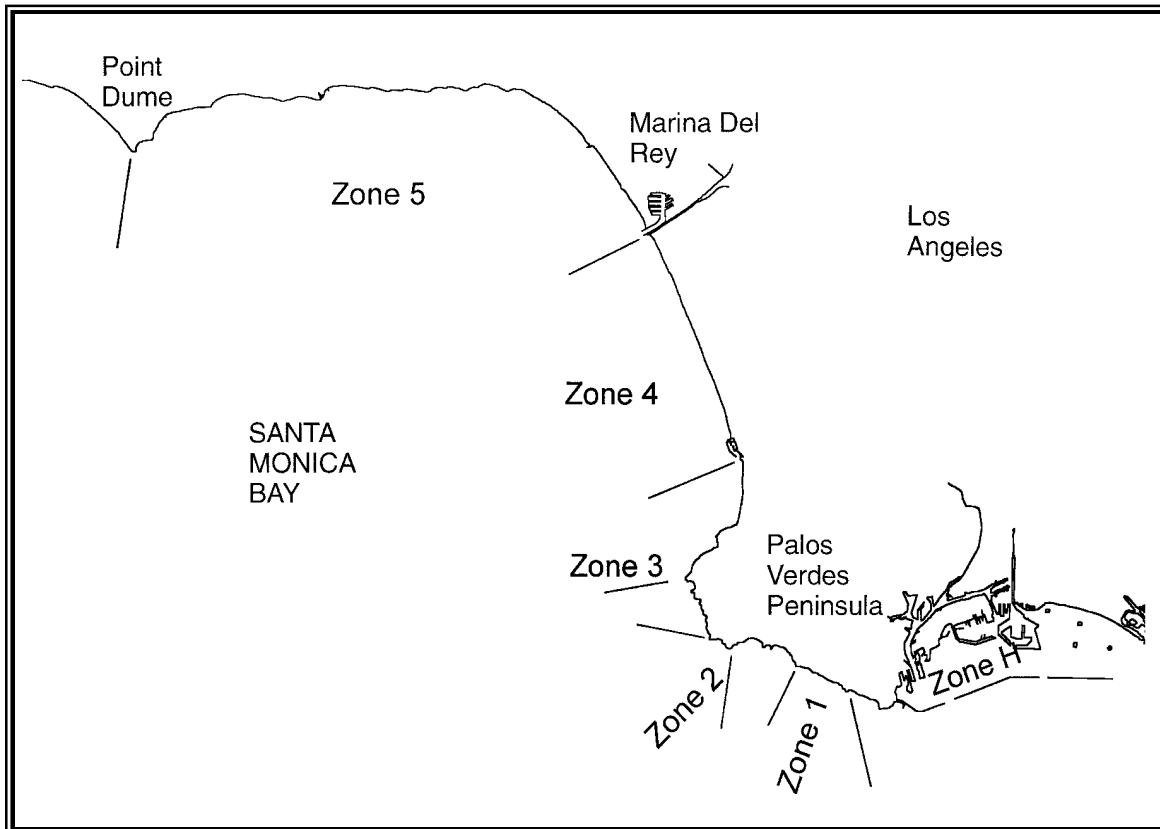 Point
Dume
Marina Del
Rey
Zone 5
Los
Angeles
Zone 4
SANTA
MONICA
BAY
Palos
Verdes
Peninsula
Zone 3
Zone H
Zone 2
Zone 1